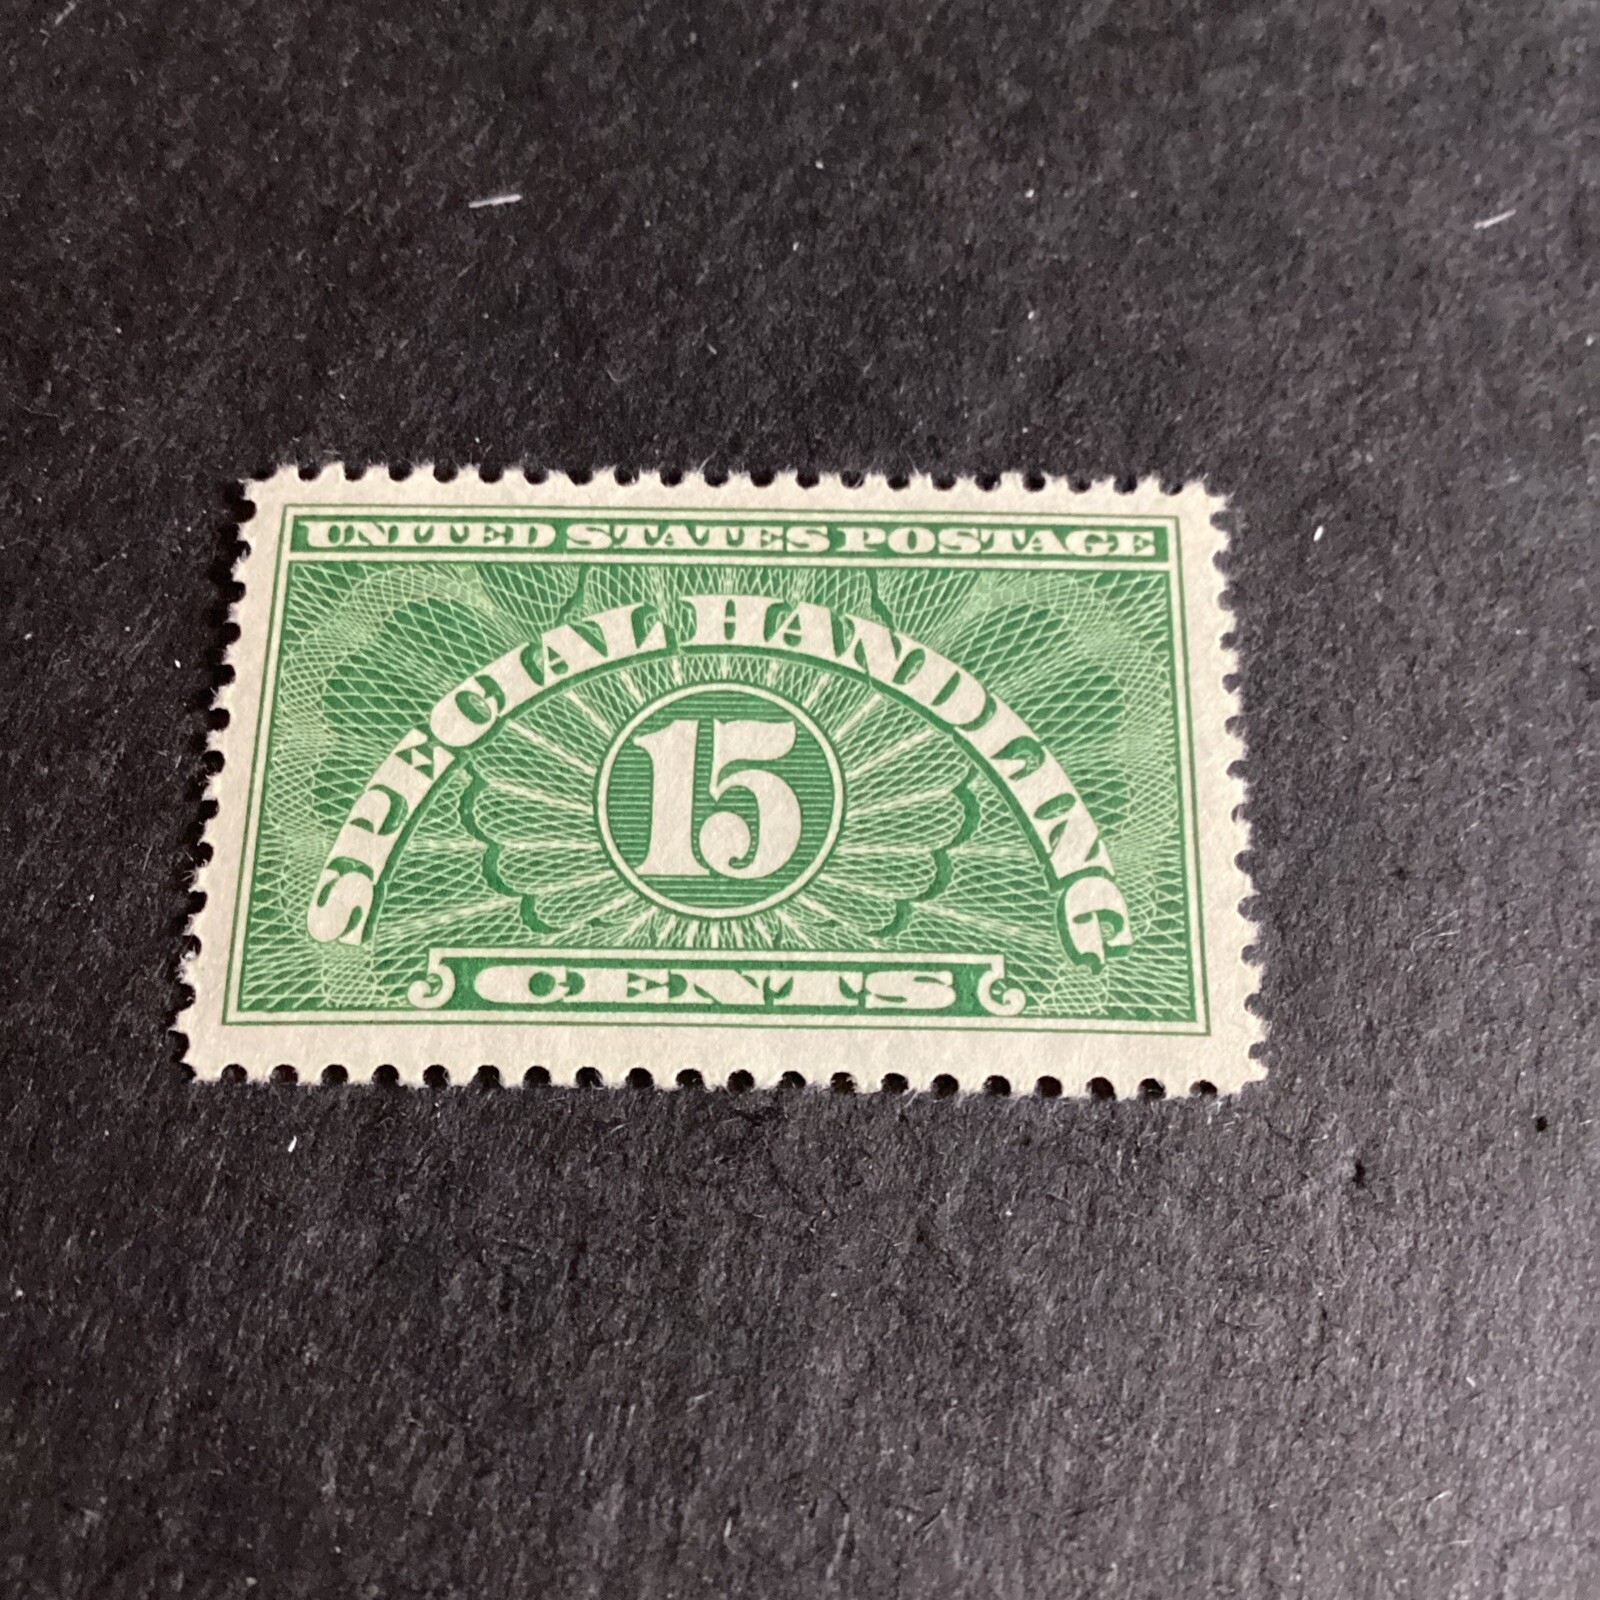 UNITED STATES POSTAGE
SPECIAL HANDLING
15
CENTS